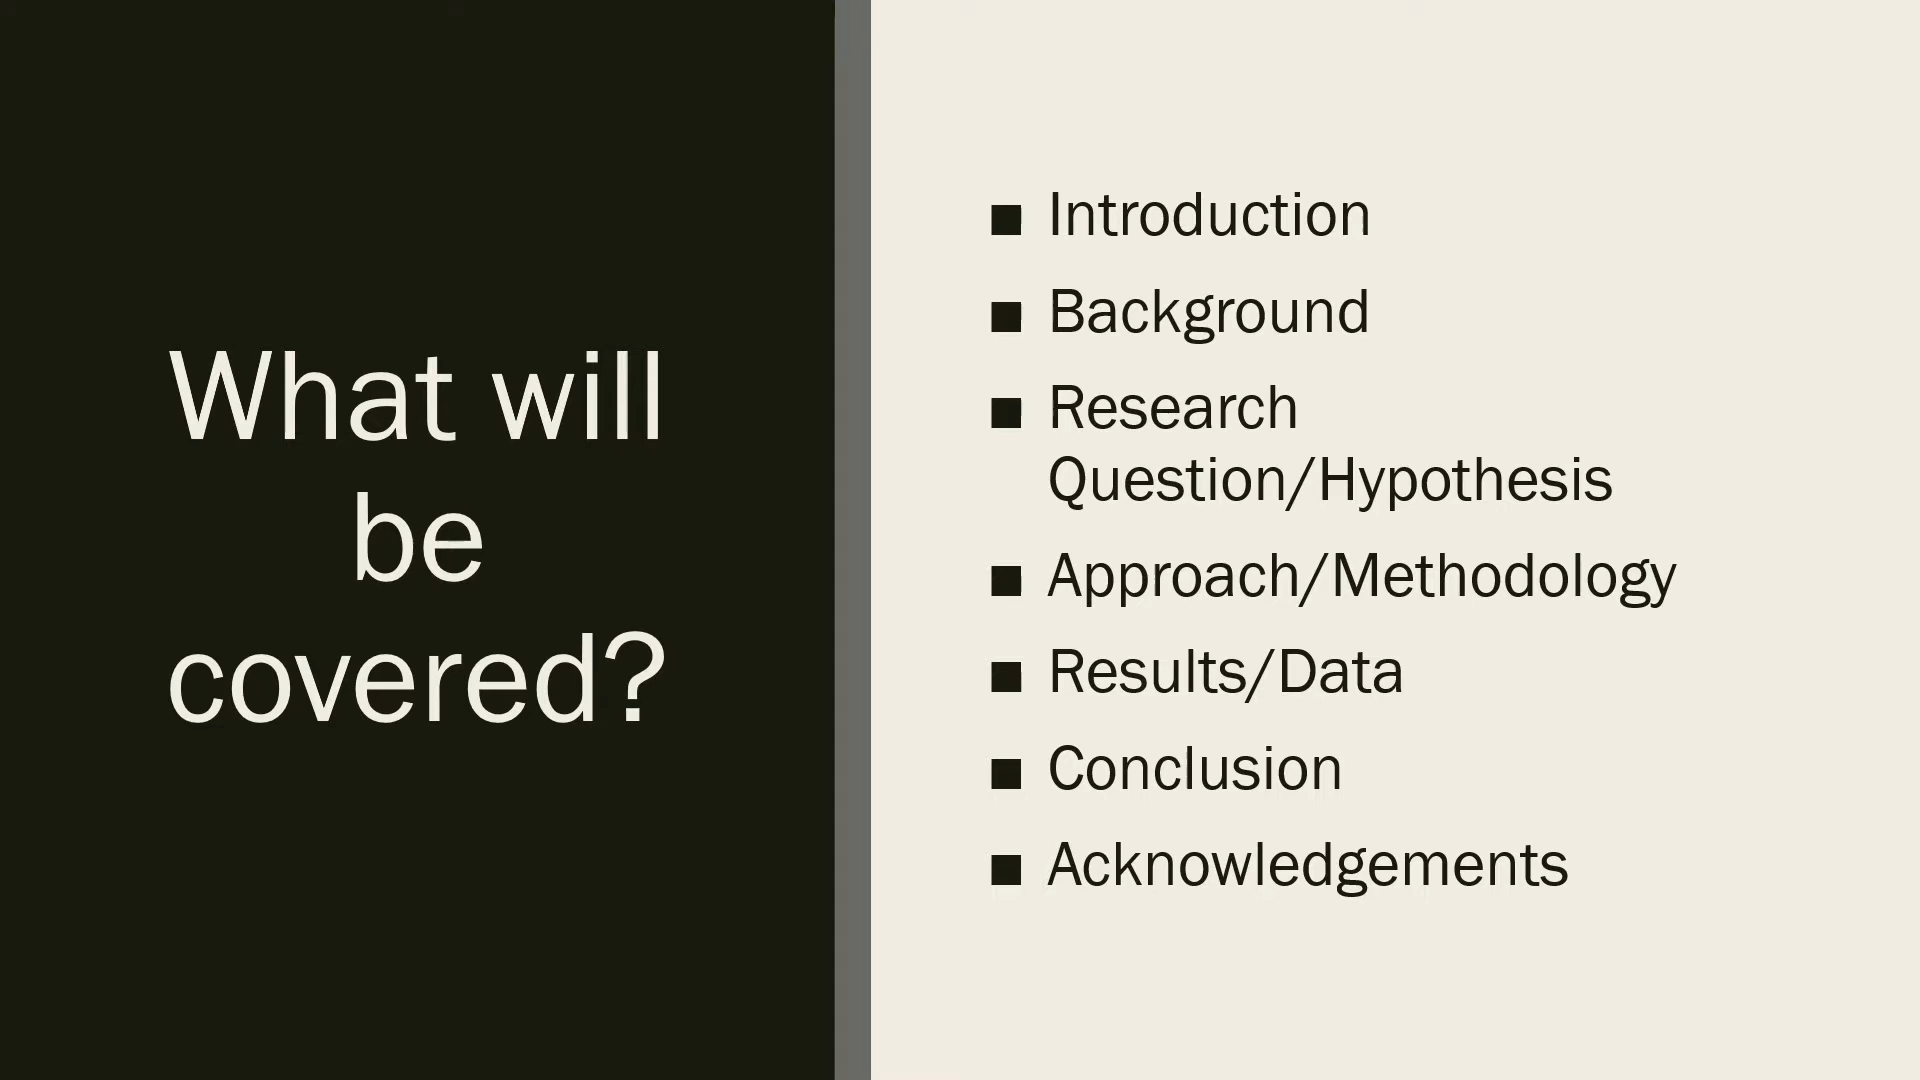 What will
be
covered?
■ Introduction
■ Background
■ Research
Question/Hypothesis
■ Approach/Methodology
■ Results/Data
■ Conclusion
■ Acknowledgements